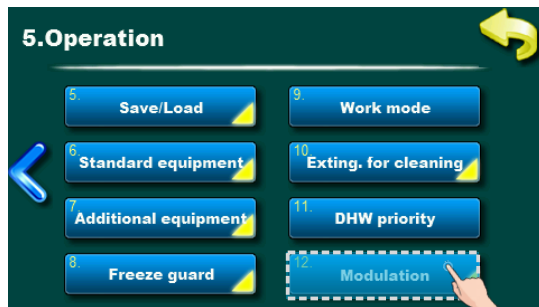 5.Operation
5.
Save/Load
9.
Work mode
6.
Standard equipment
10.
Exting. for cleaning
7.
Additional equipment
11.
DHW priority
8.
Freeze guard
12.
Modulation